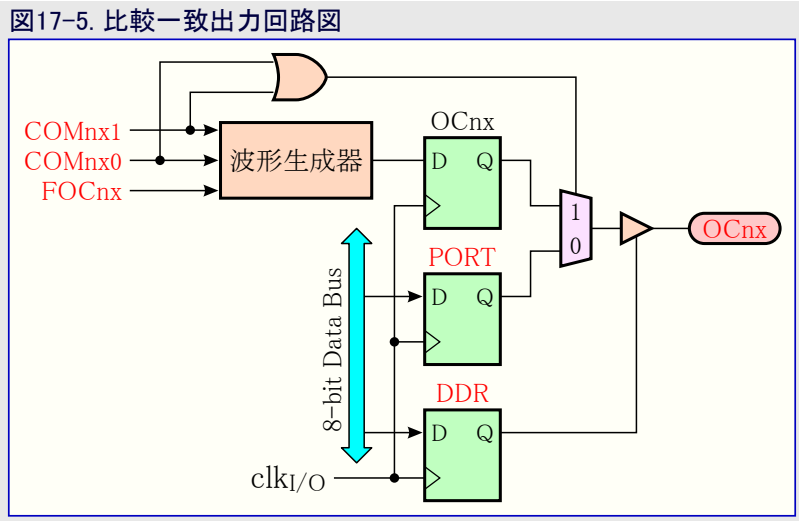 図17-5. 比較一致出力回路図
COMnx1
COMnx0
FOCnx
波形生成器
OCnx
D Q
1
0
OCnx
PORT
D Q
8-bit Data Bus
DDR
D Q
clkI/O